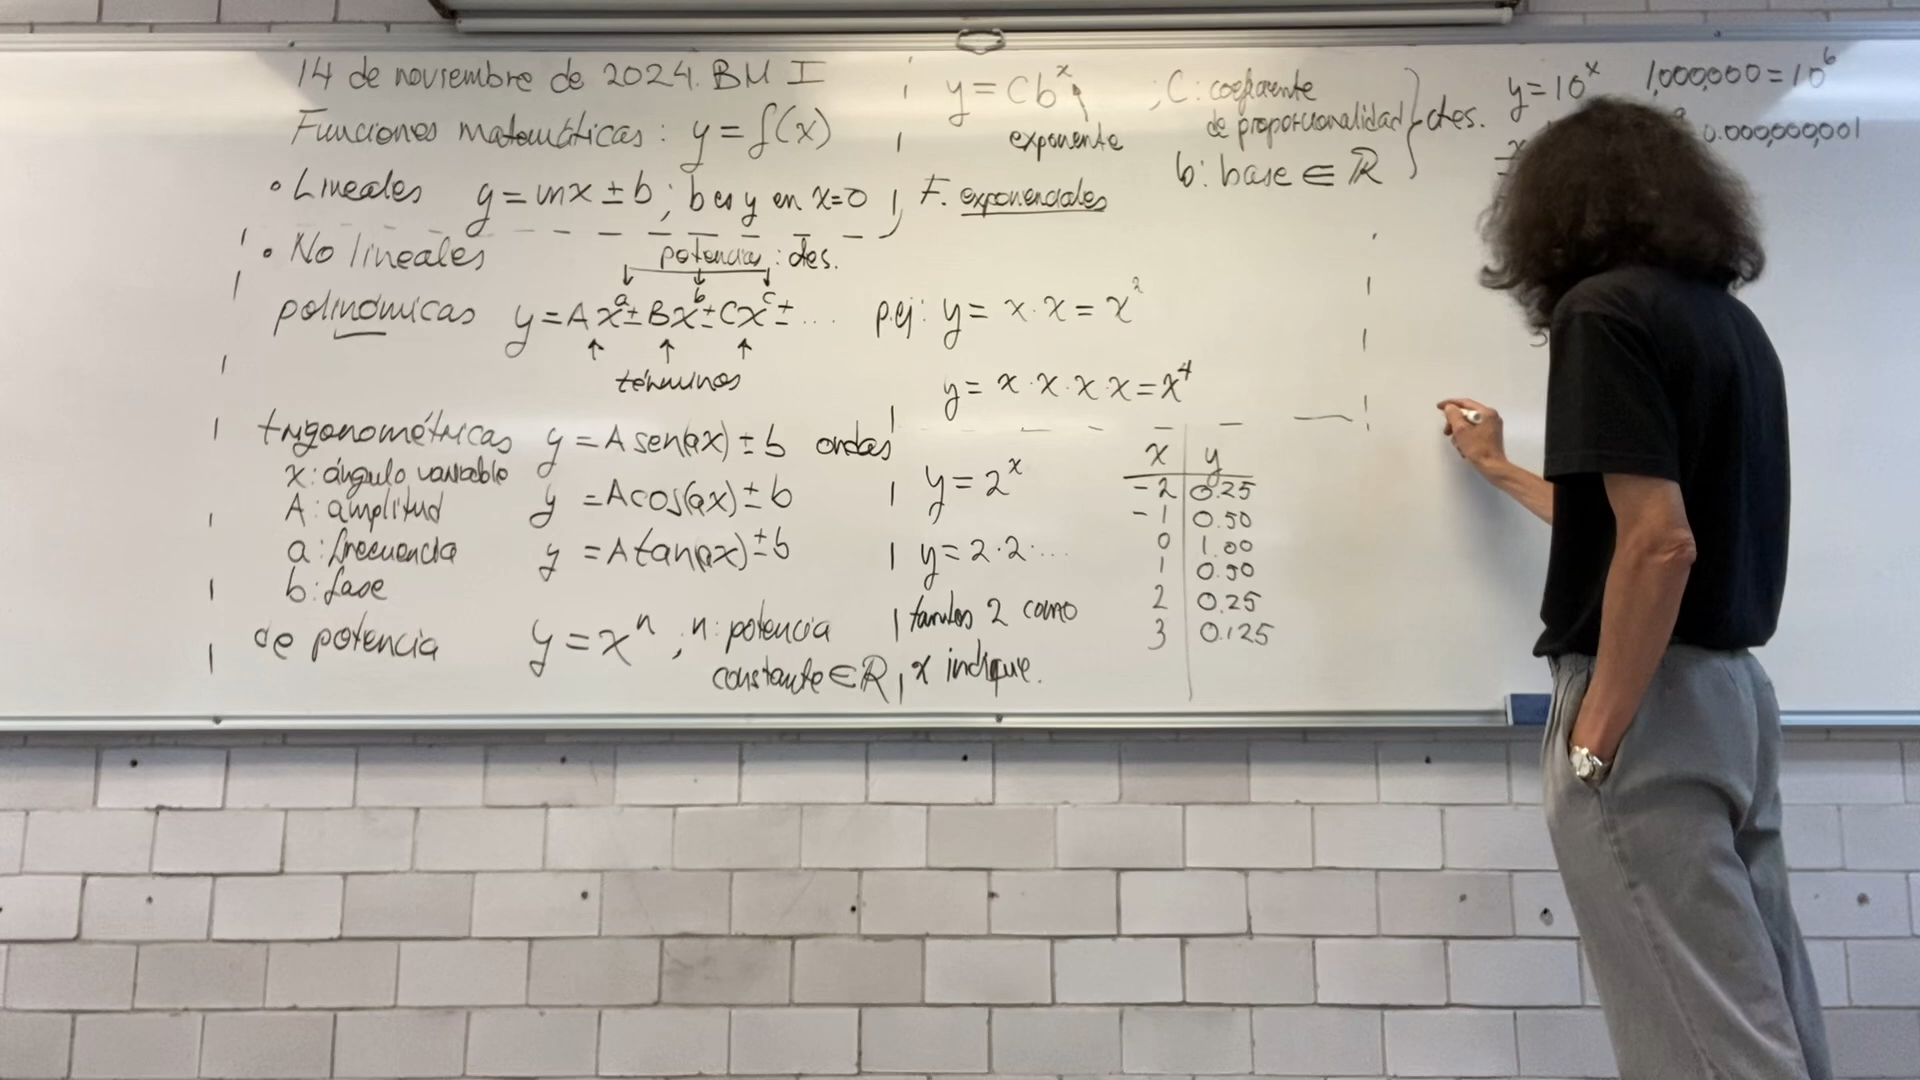 14 de noviembre de 2024. BM I
Funciones matemáticas: y = f(x)
• Lineales y = mx ± b ; b es y en x=0
• No lineales
potencias: ctes.
polinómicas y = Ax^a ± Bx^b ± Cx^c ± ...
términos
trigonométricas y = A sen(ax) ± b ondas
x: ángulo variable
A: amplitud y = A cos(ax) ± b
a: frecuencia y = A tan(ax) ± b
b: fase
de potencia y = x^n ; n: potencia
constante ∈ ℝ
y = Cb^x ; C: coeficiente
de proporcionalidad
exponente
b: base ∈ ℝ
ctes.
F. exponenciales
p.ej: y = x · x = x^2
y = x · x · x · x = x^4
y = 2^x
y = 2 · 2 ...
tantos 2 como
x indique.
x y
-2 0.25
-1 0.50
0 1.00
1 0.50
2 0.25
3 0.125
y = 10^x 1,000,000 = 10^6
0.000,000,001
x